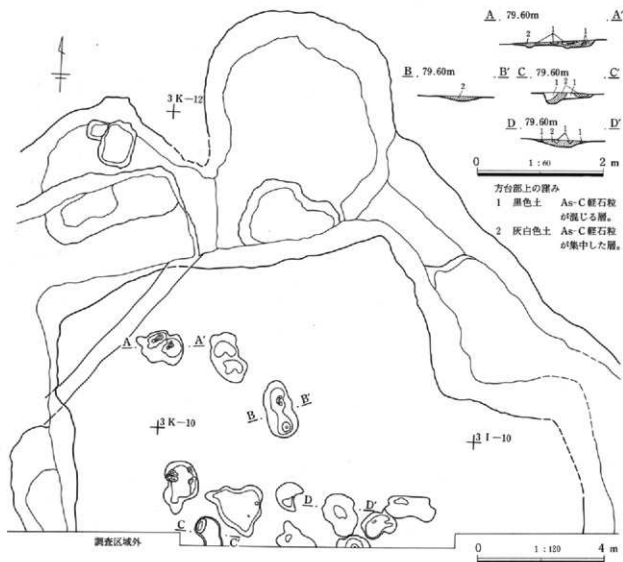 A 79.60m A'
2 1 1
B 79.60m B' C 79.60m C'
2 1 2 1
D 79.60m D'
1 2 1 1
0 1:60 2 m
方台部上の窪み
1 黒色土 As-C軽石粒
が混じる層。
2 灰白色土 As-C軽石粒
が集中した層。
3K-12
A A'
B B'
3K-10
3I-10
D D'
C C'
調査区域外
0 1:120 4 m